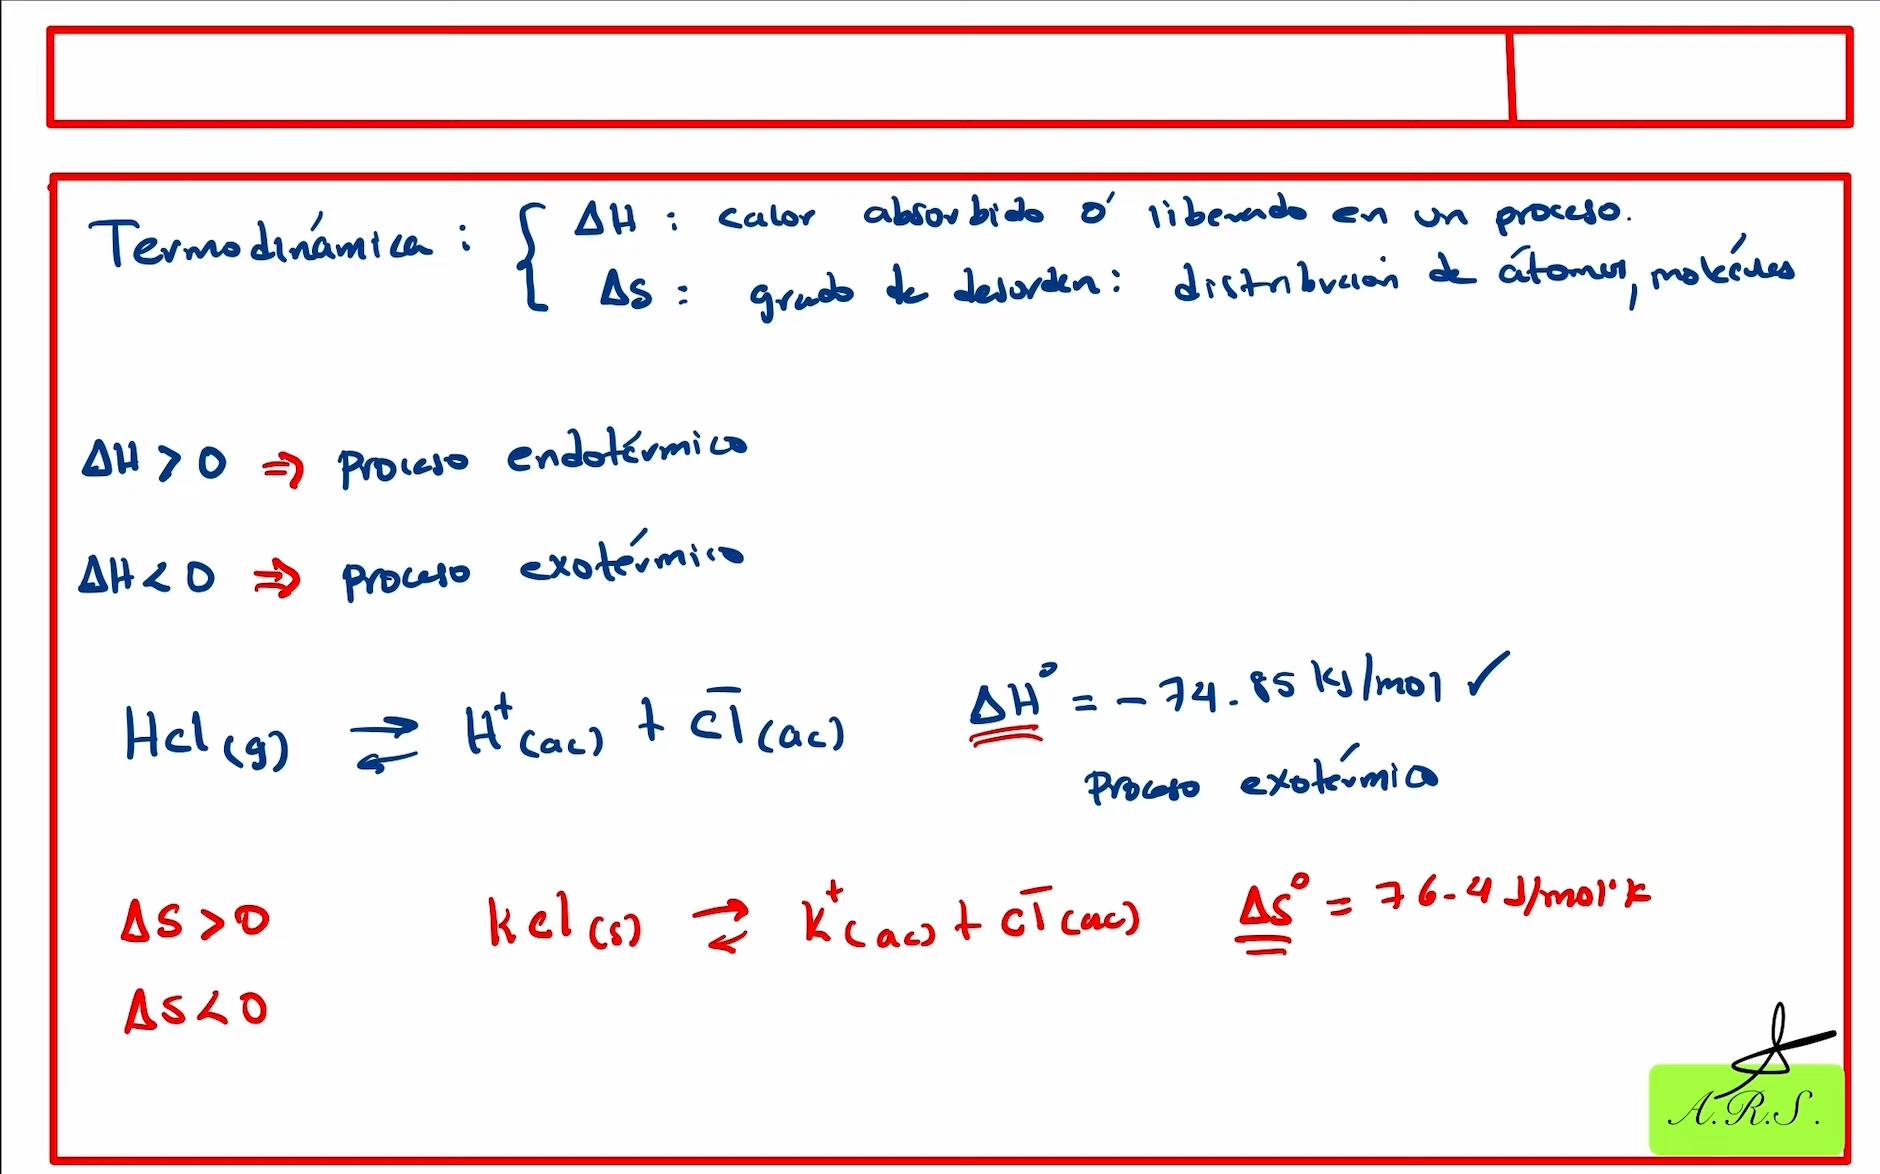 Termodinámica : { ΔH : calor absorbido ó liberado en un proceso.
ΔS : grado de desorden: distribución de átomos, moléculas
ΔH > 0 ⇒ proceso endotérmico
ΔH < 0 ⇒ proceso exotérmico
Hcl (g) ⇌ H⁺(ac) + cl⁻(ac) ΔH° = - 74.85 kJ/mol ✓
proceso exotérmico
ΔS > 0 kcl (s) ⇌ k⁺(ac) + cl⁻(ac) ΔS° = 76.4 J/mol·k
ΔS < 0
A.R.S.